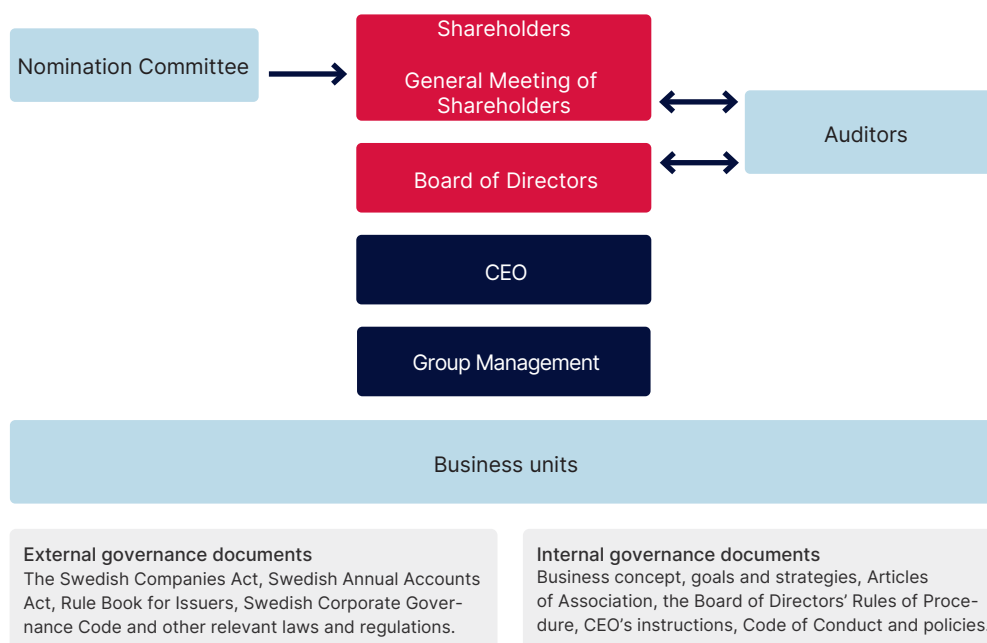 Nomination Committee
Shareholders
General Meeting of
Shareholders
Auditors
Board of Directors
CEO
Group Management
Business units
External governance documents
The Swedish Companies Act, Swedish Annual Accounts
Act, Rule Book for Issuers, Swedish Corporate Gover-
nance Code and other relevant laws and regulations.
Internal governance documents
Business concept, goals and strategies, Articles
of Association, the Board of Directors’ Rules of Proce-
dure, CEO’s instructions, Code of Conduct and policies.